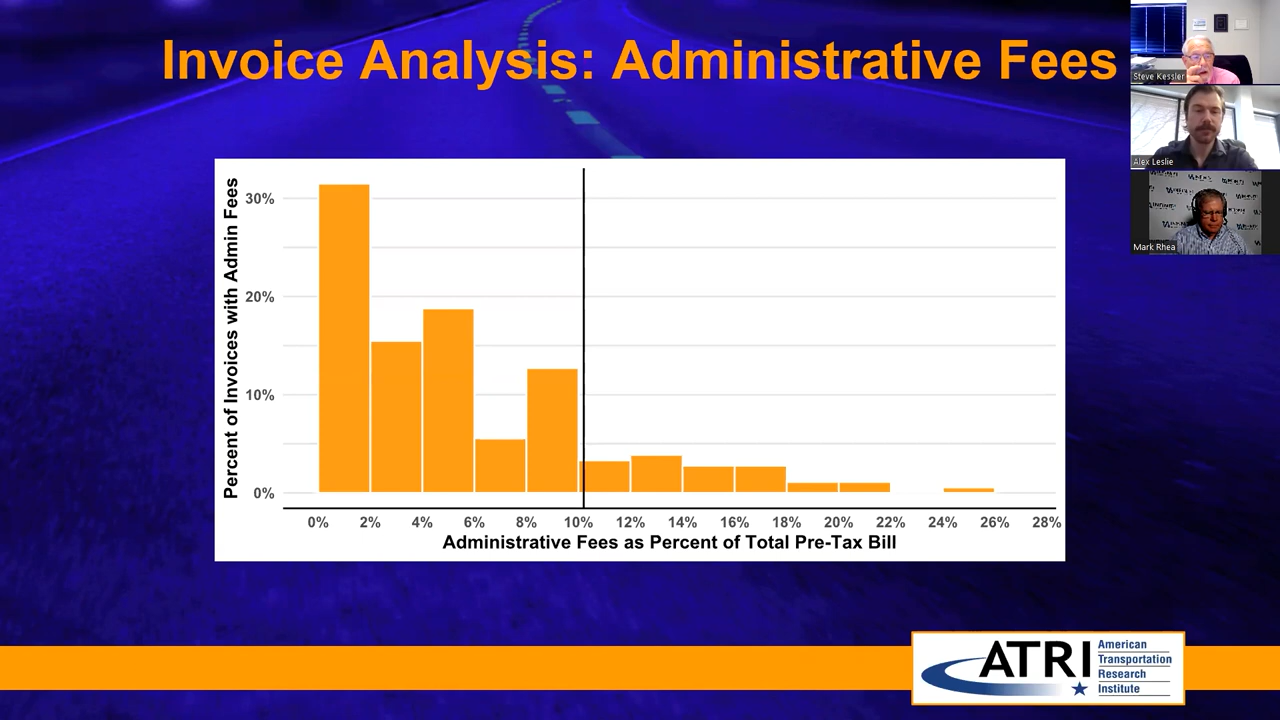 Invoice Analysis: Administrative Fees
Steve Kessler
Alex Leslie
Mark Rhea
Percent of Invoices with Admin Fees
30%
20%
10%
0%
0% 2% 4% 6% 8% 10% 12% 14% 16% 18% 20% 22% 24% 26% 28%
Administrative Fees as Percent of Total Pre-Tax Bill
ATRI
American
Transportation
Research
Institute